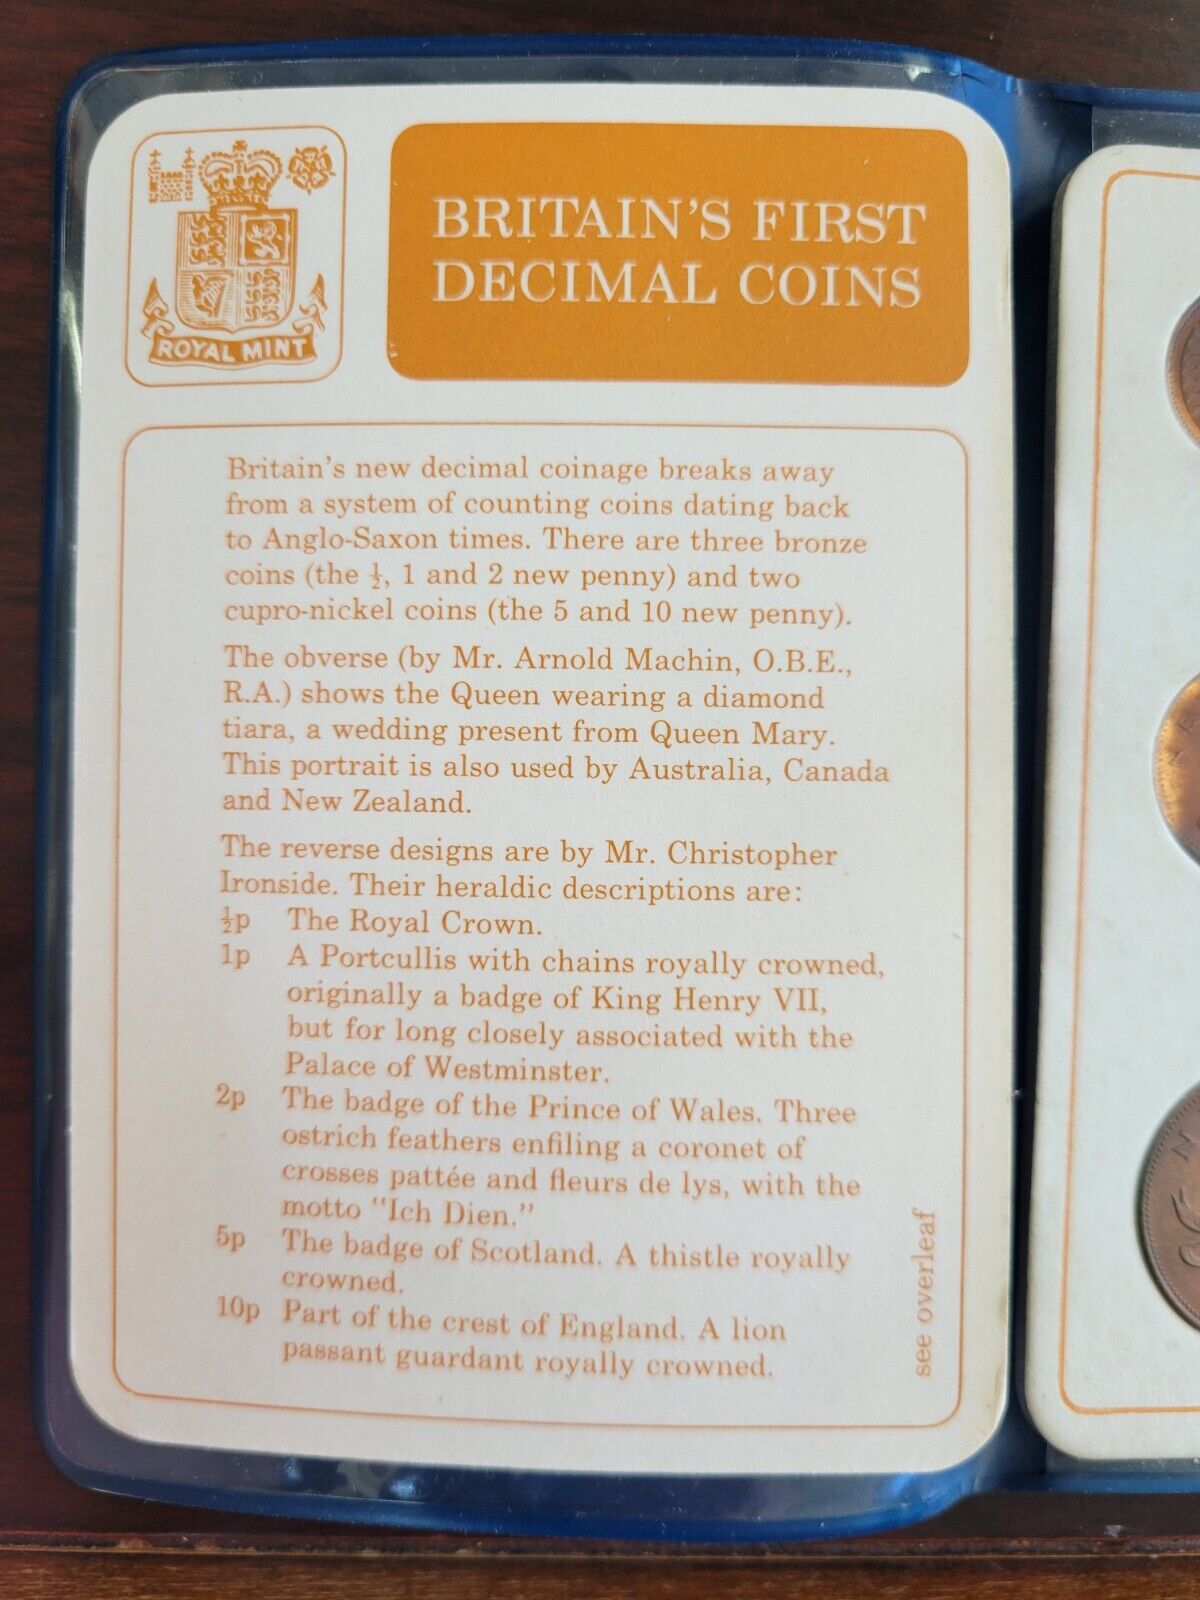 ROYAL MINT
BRITAIN'S FIRST
DECIMAL COINS
Britain's new decimal coinage breaks away
from a system of counting coins dating back
to Anglo-Saxon times. There are three bronze
coins (the ½, 1 and 2 new penny) and two
cupro-nickel coins (the 5 and 10 new penny).
The obverse (by Mr. Arnold Machin, O.B.E.,
R.A.) shows the Queen wearing a diamond
tiara, a wedding present from Queen Mary.
This portrait is also used by Australia, Canada
and New Zealand.
The reverse designs are by Mr. Christopher
Ironside. Their heraldic descriptions are:
½p The Royal Crown.
1p A Portcullis with chains royally crowned,
originally a badge of King Henry VII,
but for long closely associated with the
Palace of Westminster.
2p The badge of the Prince of Wales. Three
ostrich feathers enfiling a coronet of
crosses pattée and fleurs de lys, with the
motto "Ich Dien."
5p The badge of Scotland. A thistle royally
crowned.
10p Part of the crest of England. A lion
passant guardant royally crowned.
see overleaf